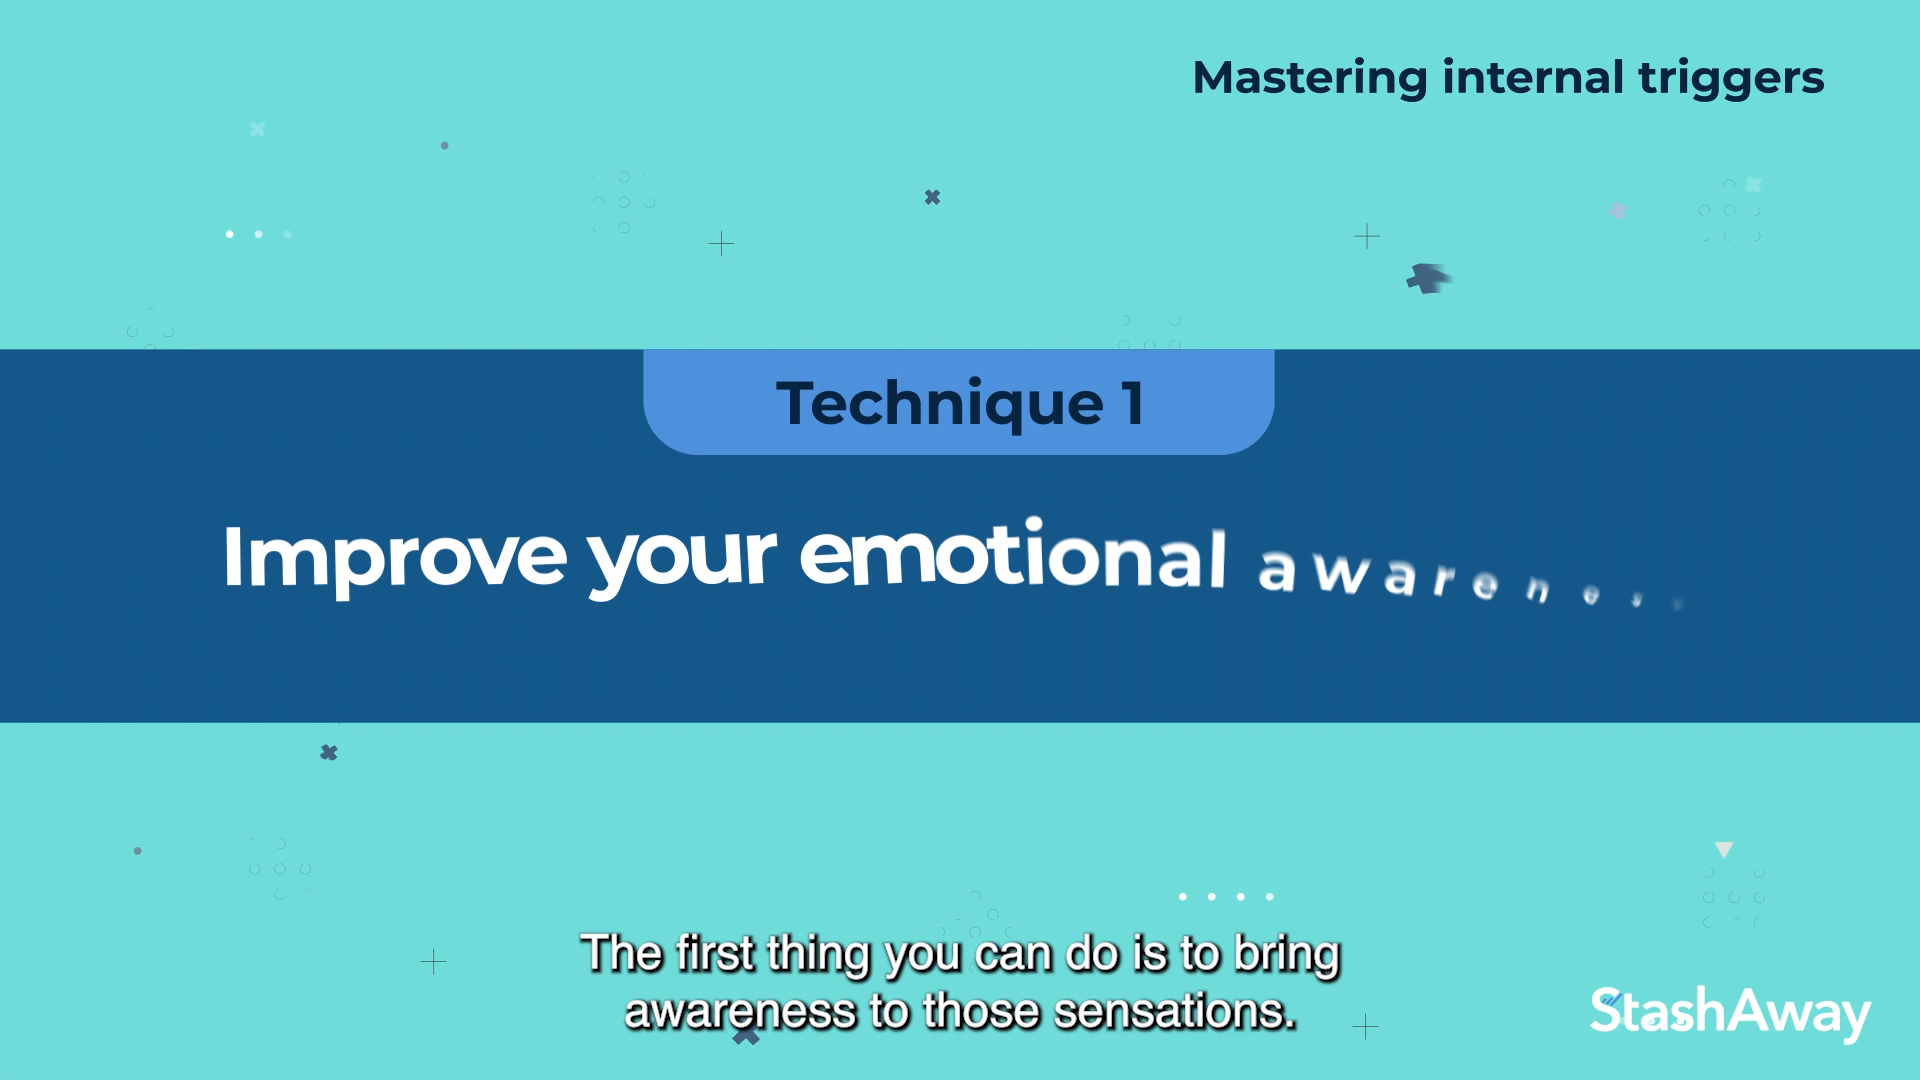 Mastering internal triggers
Technique 1
Improve your emotional awareness
The first thing you can do is to bring
awareness to those sensations.
StashAway